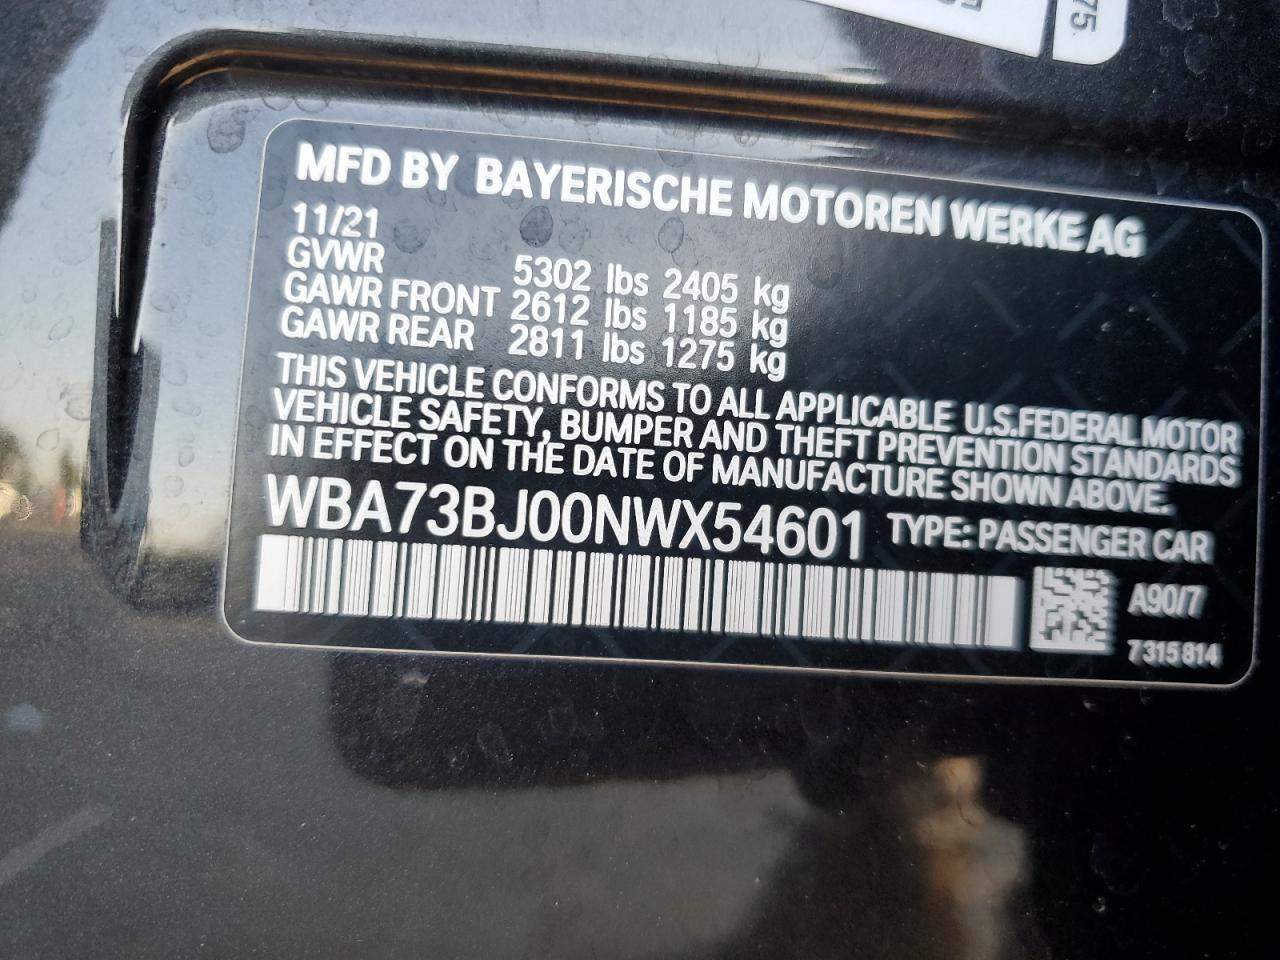 75.
MFD BY BAYERISCHE MOTOREN WERKE AG
11/21
GVWR 5302 lbs 2405 kg
GAWR FRONT 2612 lbs 1185 kg
GAWR REAR 2811 lbs 1275 kg
THIS VEHICLE CONFORMS TO ALL APPLICABLE U.S.FEDERAL MOTOR
VEHICLE SAFETY, BUMPER AND THEFT PREVENTION STANDARDS
IN EFFECT ON THE DATE OF MANUFACTURE SHOWN ABOVE.
WBA73BJ00NWX54601 TYPE: PASSENGER CAR
A90/7
7 315 814